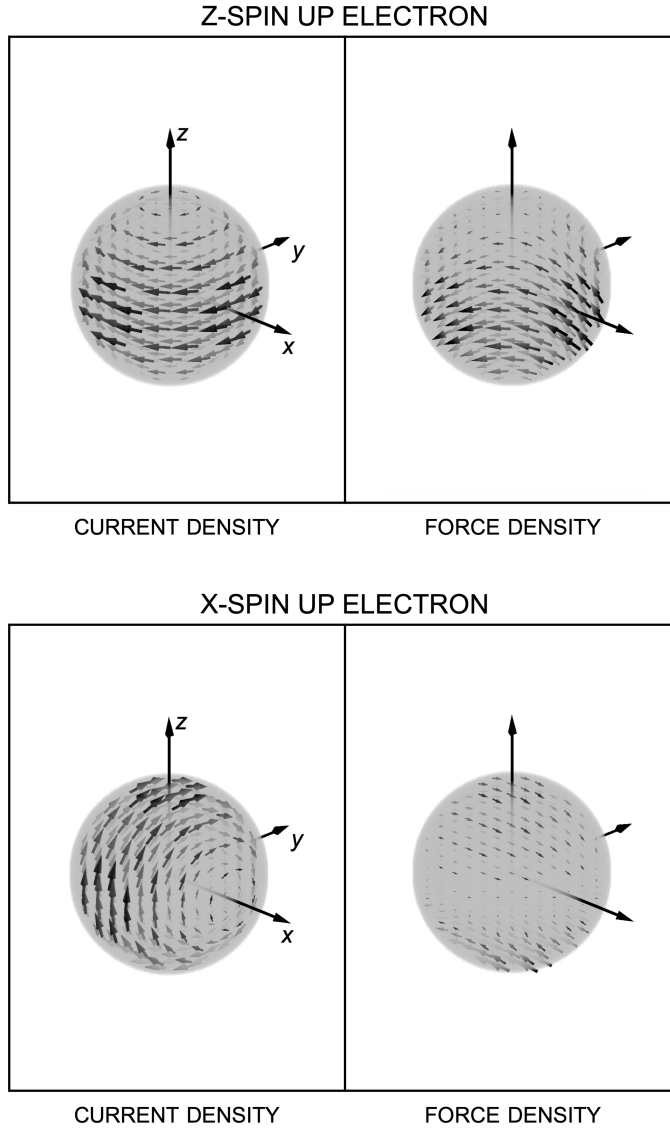 Z-SPIN UP ELECTRON
z
y
x
CURRENT DENSITY FORCE DENSITY
X-SPIN UP ELECTRON
z
y
x
CURRENT DENSITY FORCE DENSITY